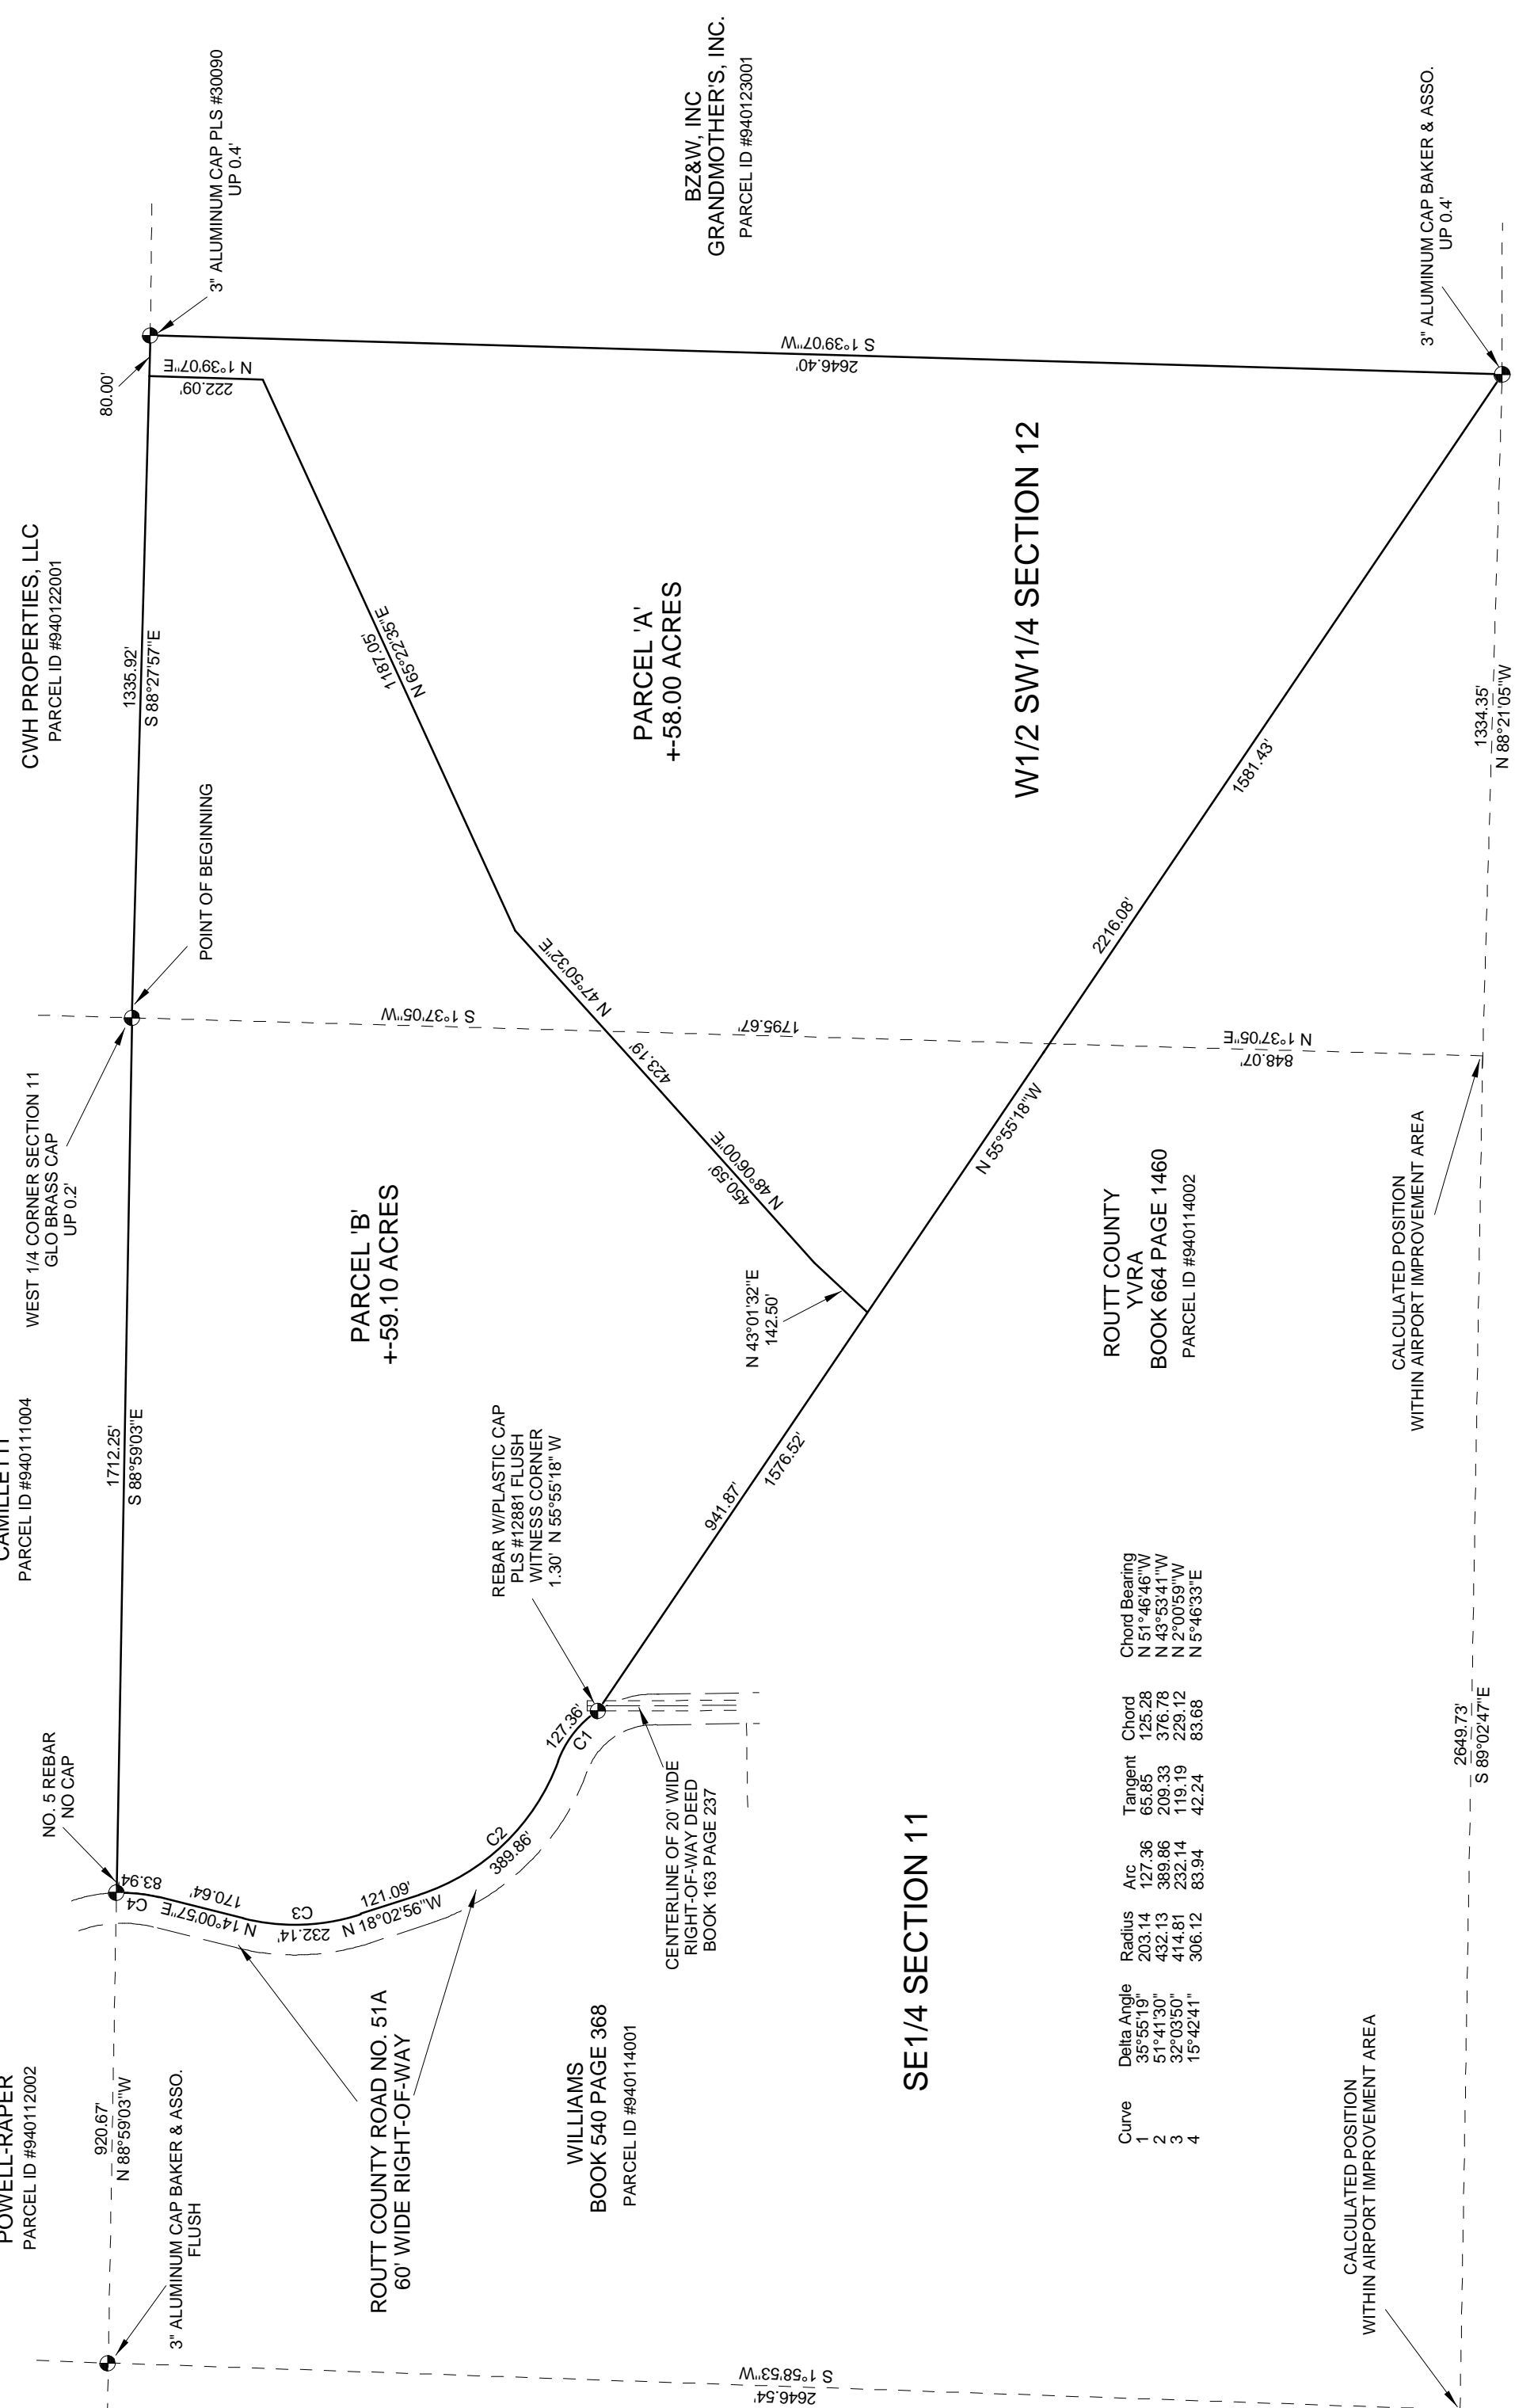 POWELL-RAPER
PARCEL ID #940112002
CAMILLETTI
PARCEL ID #940111004
CWH PROPERTIES, LLC
PARCEL ID #940122001
920.67'
N 88°59'03"W
3" ALUMINUM CAP BAKER & ASSO.
FLUSH
NO. 5 REBAR
NO CAP
1712.25'
S 88°59'03"E
WEST 1/4 CORNER SECTION 11
GLO BRASS CAP
UP 0.2'
POINT OF BEGINNING
1335.92'
S 88°27'57"E
80.00'
3" ALUMINUM CAP PLS #30090
UP 0.4'
N 1°39'07"E
222.09'
83.94
C4
170.64'
N 14°00'57"E
C3
232.14'
121.09'
N 18°02'56"W
C2
389.86'
127.36'
C1
ROUTT COUNTY ROAD NO. 51A
60' WIDE RIGHT-OF-WAY
PARCEL 'B'
+-59.10 ACRES
S 1°37'05"W
1795.67'
N 65°22'35"E
1187.05'
N 47°50'32"E
423.19'
N 48°06'00"E
450.59'
N 43°01'32"E
142.50'
REBAR W/PLASTIC CAP
PLS #12881 FLUSH
WITNESS CORNER
1.30' N 55°55'18" W
WILLIAMS
BOOK 540 PAGE 368
PARCEL ID #940114001
CENTERLINE OF 20' WIDE
RIGHT-OF-WAY DEED
BOOK 163 PAGE 237
941.87'
1576.52'
PARCEL 'A'
+-58.00 ACRES
BZ&W, INC
GRANDMOTHER'S, INC.
PARCEL ID #940123001
S 1°39'07"W
2646.40'
S 1°58'53"W
2646.54'
SE1/4 SECTION 11
W1/2 SW1/4 SECTION 12
N 55°55'18"W
2216.08'
1581.43'
ROUTT COUNTY
YVRA
BOOK 664 PAGE 1460
PARCEL ID #940114002
N 1°37'05"E
848.07'
Curve Delta Angle Radius Arc Tangent Chord Chord Bearing
1 35°55'19" 203.14 127.36 65.85 125.28 N 51°46'46"W
2 51°41'30" 432.13 389.86 209.33 376.78 N 43°53'41"W
3 32°03'50" 414.81 232.14 119.19 229.12 N 2°00'59"W
4 15°42'41" 306.12 83.94 42.24 83.68 N 5°46'33"E
CALCULATED POSITION
WITHIN AIRPORT IMPROVEMENT AREA
2649.73'
S 89°02'47"E
CALCULATED POSITION
WITHIN AIRPORT IMPROVEMENT AREA
1334.35'
N 88°21'05"W
3" ALUMINUM CAP BAKER & ASSO.
UP 0.4'